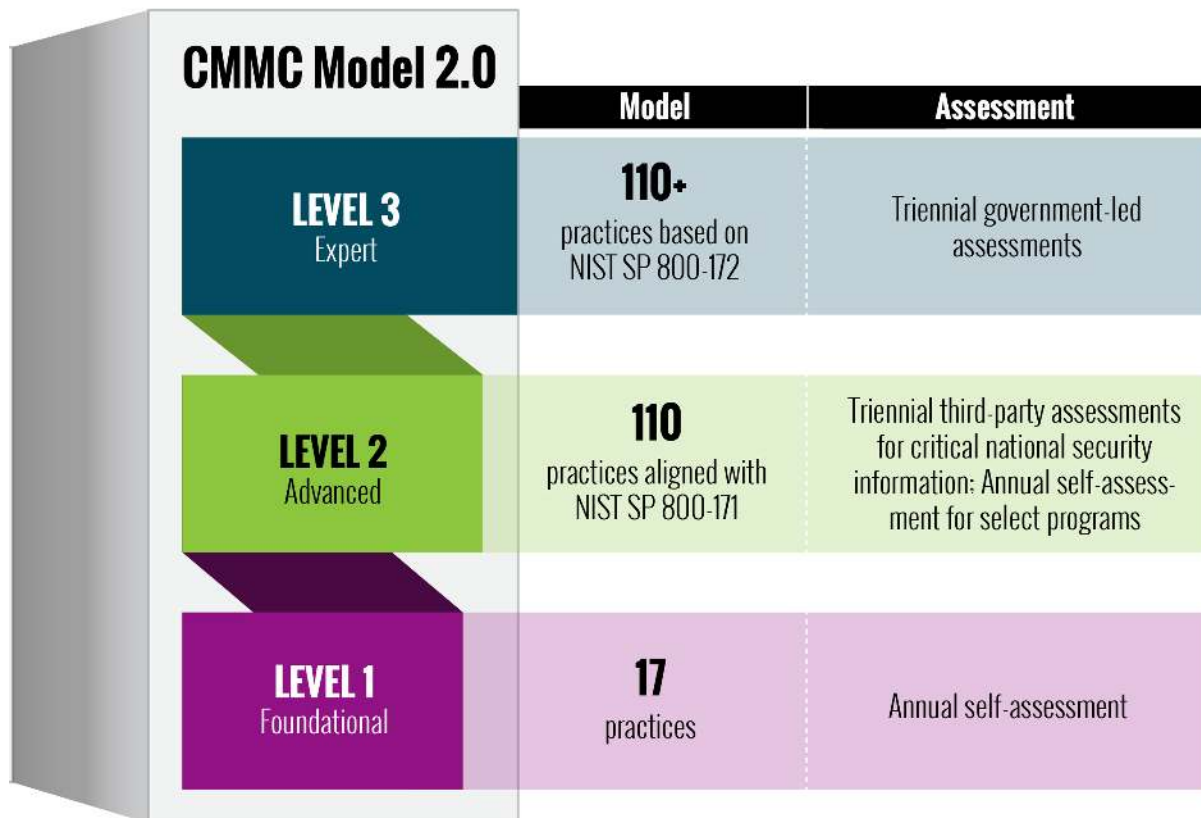 CMMC Model 2.0
Model
Assessment
LEVEL 3
Expert
110+
practices based on
NIST SP 800-172
Triennial government-led
assessments
LEVEL 2
Advanced
110
practices aligned with
NIST SP 800-171
Triennial third-party assessments
for critical national security
information; Annual self-assess-
ment for select programs
LEVEL 1
Foundational
17
practices
Annual self-assessment